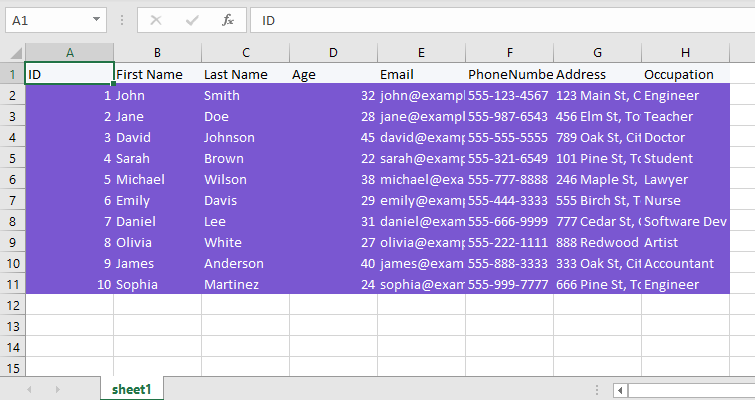 A1 fx ID
A B C D E F G H
1 ID First Name Last Name Age Email PhoneNumbe Address Occupation
2 1 John Smith 32 john@exampl 555-123-4567 123 Main St, C Engineer
3 2 Jane Doe 28 jane@examp 555-987-6543 456 Elm St, To Teacher
4 3 David Johnson 45 david@examp 555-555-5555 789 Oak St, Cit Doctor
5 4 Sarah Brown 22 sarah@exam 555-321-6549 101 Pine St, To Student
6 5 Michael Wilson 38 michael@exa 555-777-8888 246 Maple St, Lawyer
7 6 Emily Davis 29 emily@examp 555-444-3333 555 Birch St, T Nurse
8 7 Daniel Lee 31 daniel@exam 555-666-9999 777 Cedar St, C Software Dev
9 8 Olivia White 27 olivia@examp 555-222-1111 888 Redwood Artist
10 9 James Anderson 40 james@exam 555-888-3333 333 Oak St, Cit Accountant
11 10 Sophia Martinez 24 sophia@exam 555-999-7777 666 Pine St, To Engineer
12
13
14
15
sheet1